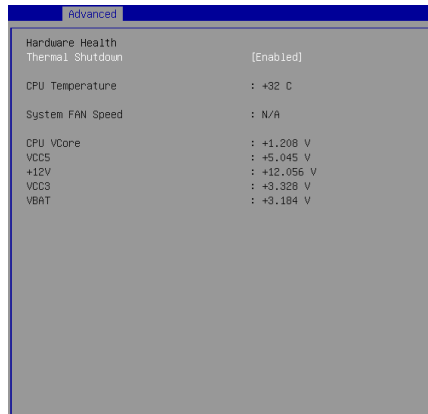 Advanced
Hardware Health
Thermal Shutdown [Enabled]
CPU Temperature : +32 C
System FAN Speed : N/A
CPU VCore : +1.208 V
VCC5 : +5.045 V
+12V : +12.056 V
VCC3 : +3.328 V
VBAT : +3.184 V